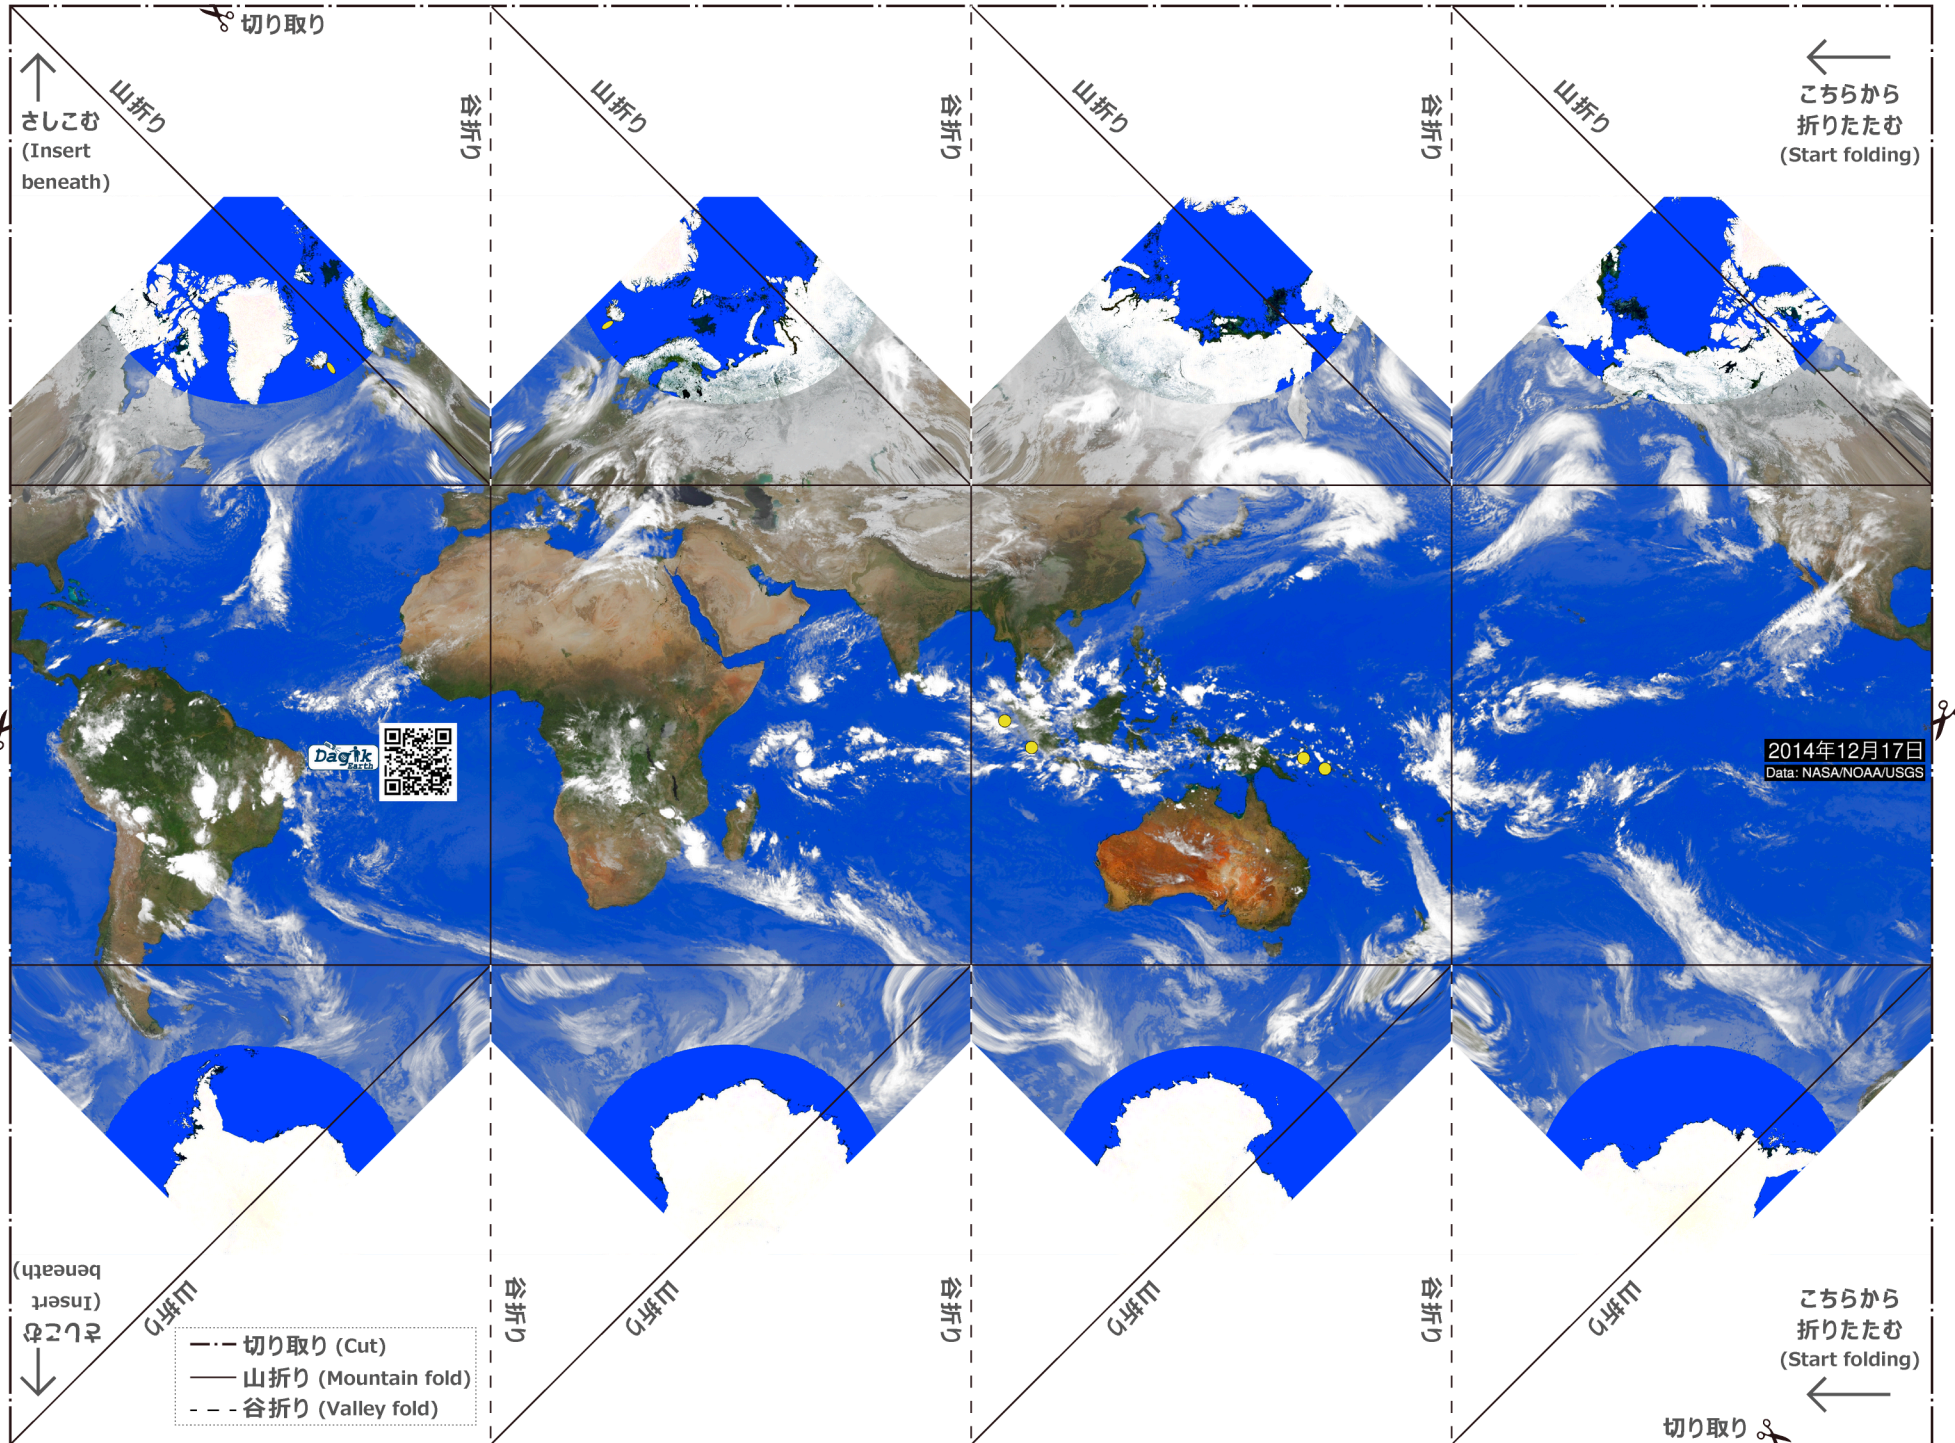 切り取り
さしこむ
(Insert
beneath)
山折り
谷折り
山折り
谷折り
山折り
谷折り
山折り
こちらから
折りたたむ
(Start folding)
Dagik
Earth
2014年12月17日
Data: NASA/NOAA/USGS
さしこむ
(Insert
beneath)
山折り
谷折り
山折り
谷折り
山折り
谷折り
山折り
こちらから
折りたたむ
(Start folding)
切り取り (Cut)
山折り (Mountain fold)
谷折り (Valley fold)
切り取り